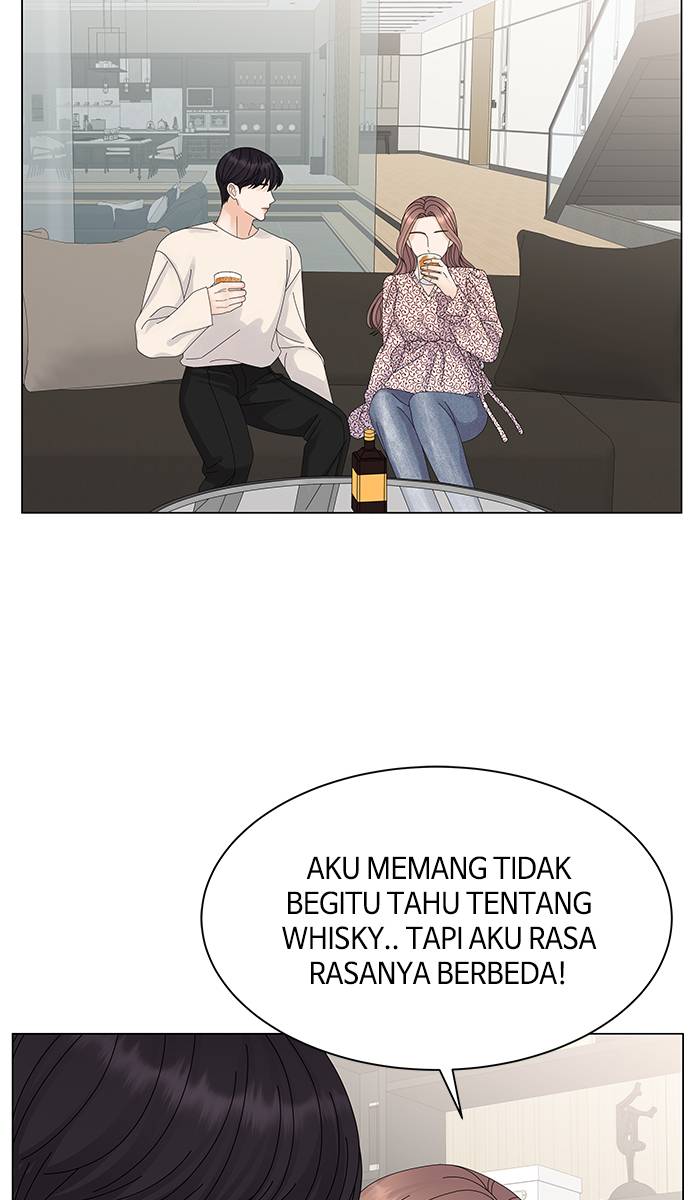 AKU MEMANG TIDAK
BEGITU TAHU TENTANG
WHISKY.. TAPI AKU RASA
RASANYA BERBEDA!